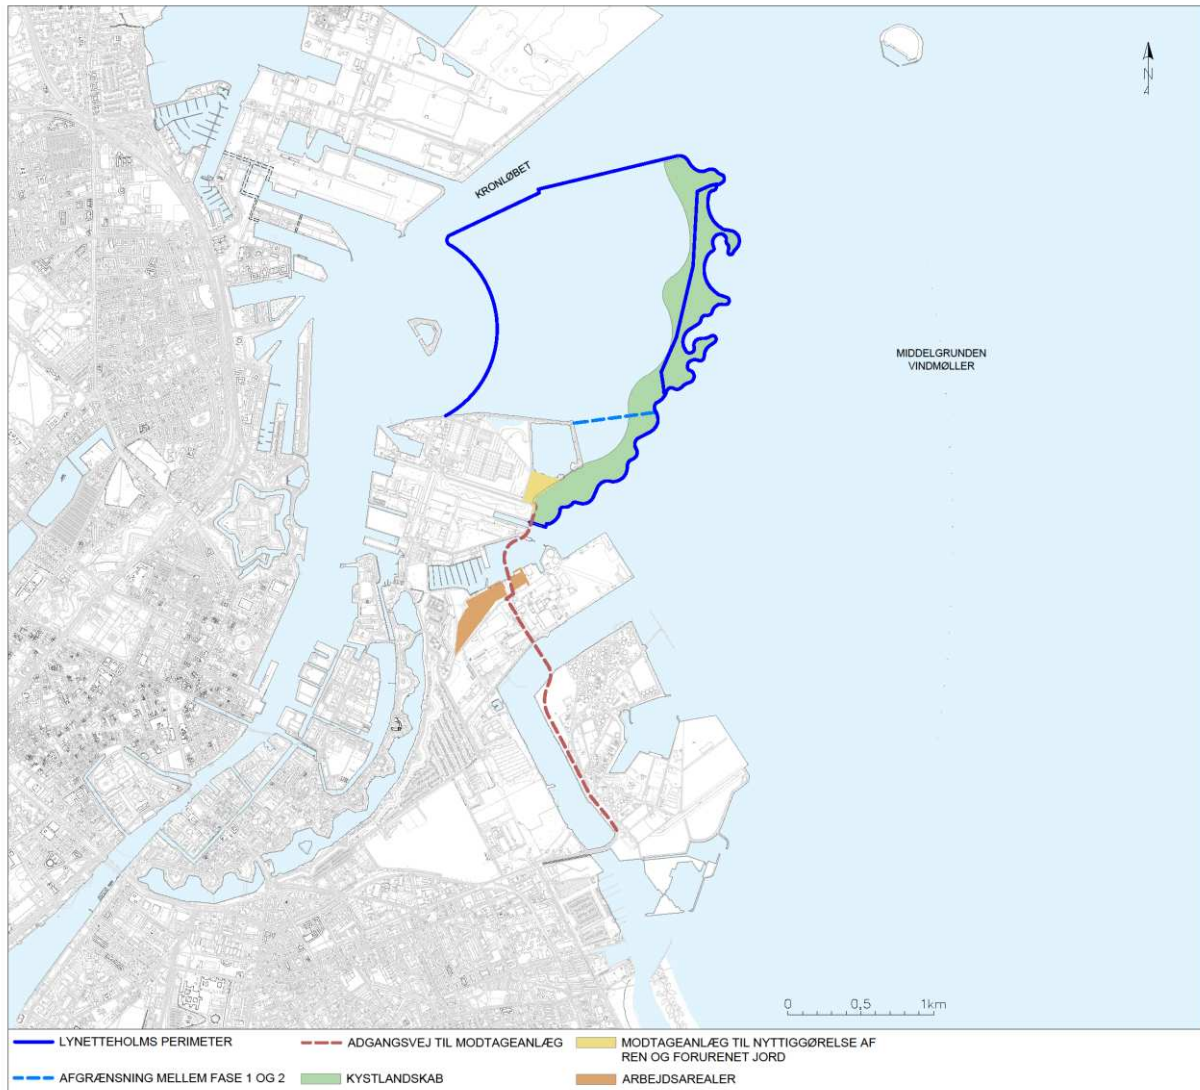 N
KRONLØBET
MIDDELGRUNDEN
VINDMØLLER
0 0,5 1km
LYNETTEHOLMS PERIMETER
ADGANGSVEJ TIL MODTAGEANLÆG
MODTAGEANLÆG TIL NYTTIGGØRELSE AF
REN OG FORURENET JORD
AFGRÆNSNING MELLEM FASE 1 OG 2
KYSTLANDSKAB
ARBEJDSAREALER